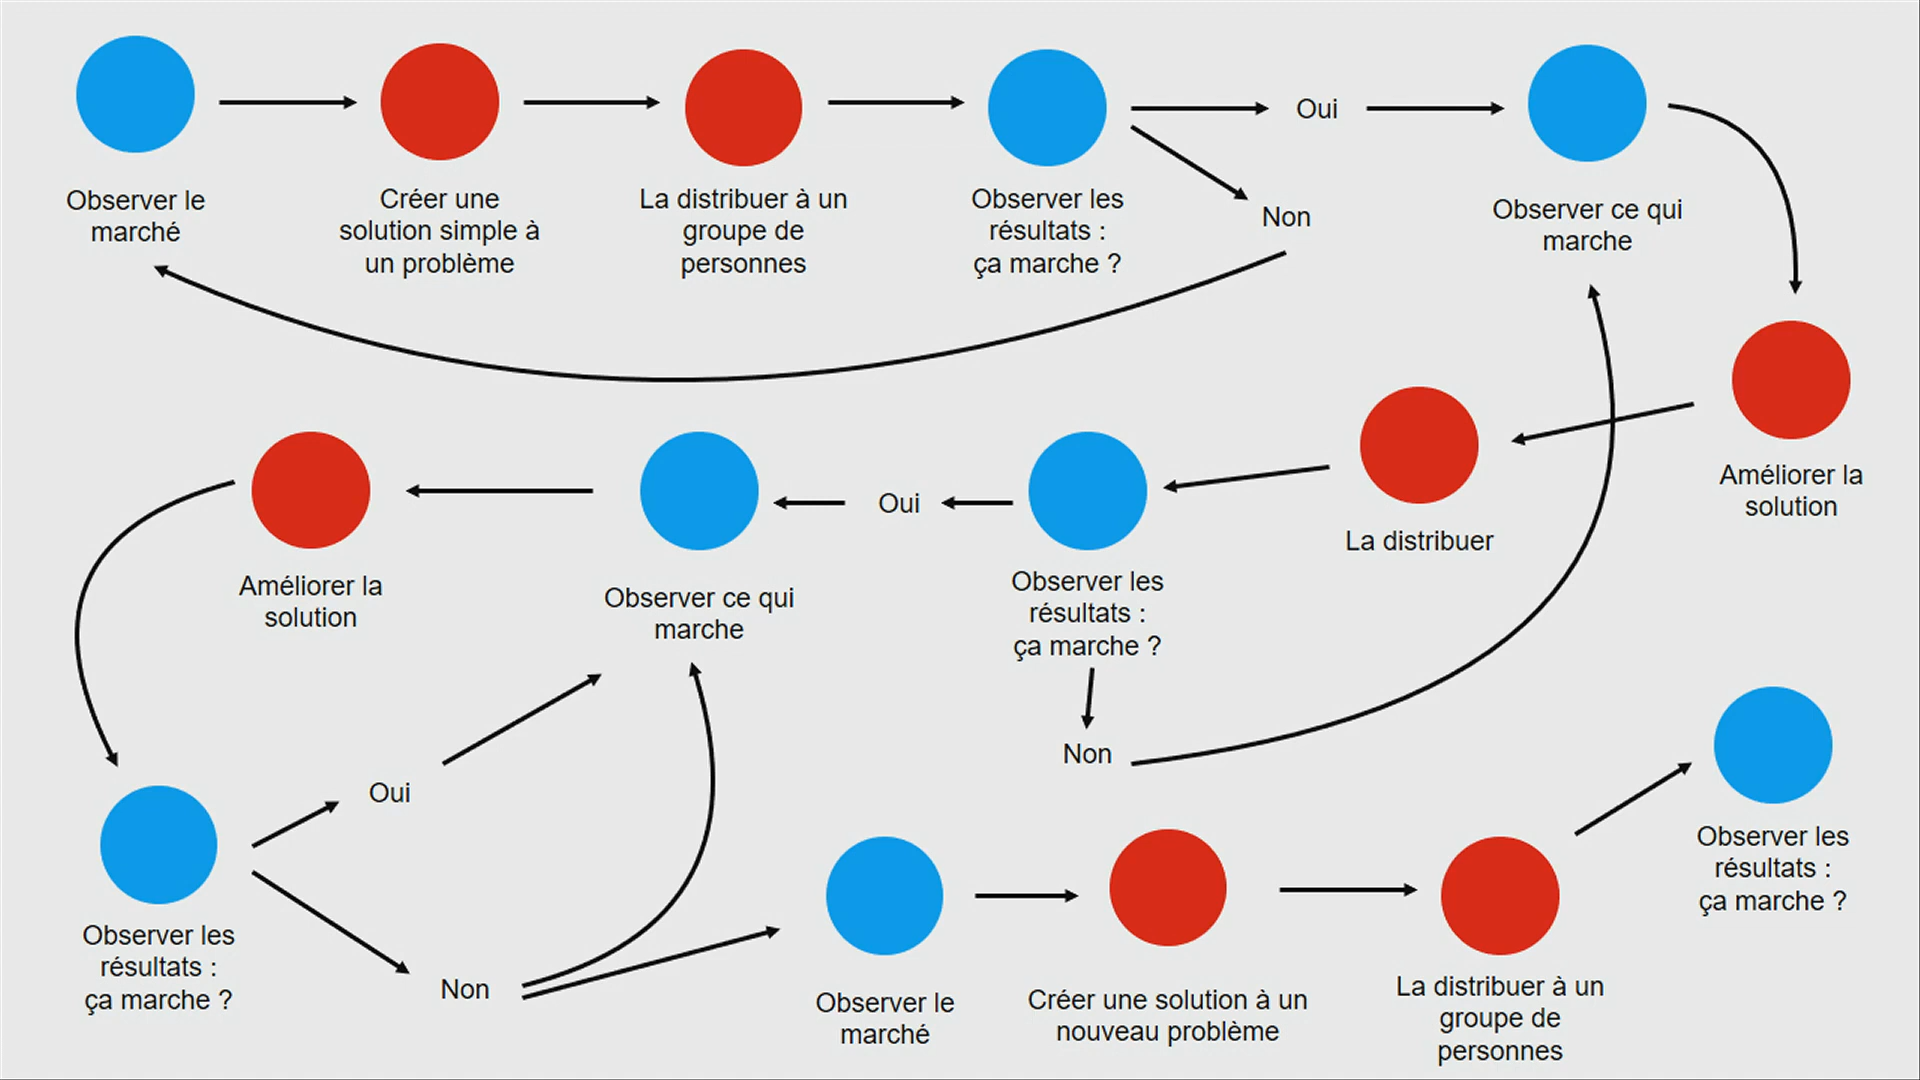 Observer le
marché
Créer une
solution simple à
un problème
La distribuer à un
groupe de
personnes
Observer les
résultats :
ça marche ?
Oui
Non
Observer ce qui
marche
Améliorer la
solution
La distribuer
Observer les
résultats :
ça marche ?
Oui
Non
Observer ce qui
marche
Améliorer la
solution
Observer les
résultats :
ça marche ?
Oui
Non
Observer le
marché
Créer une solution à un
nouveau problème
La distribuer à un
groupe de
personnes
Observer les
résultats :
ça marche ?